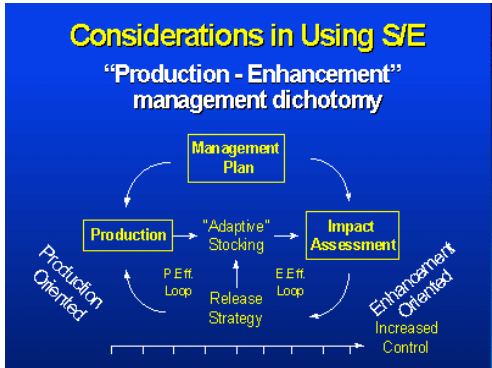 Considerations in Using S/E
"Production - Enhancement"
management dichotomy
Management
Plan
Production
"Adaptive"
Stocking
Impact
Assessment
P.Eff.
Loop
E.Eff.
Loop
Release
Strategy
Production
Oriented
Enhancement
Oriented
Increased
Control